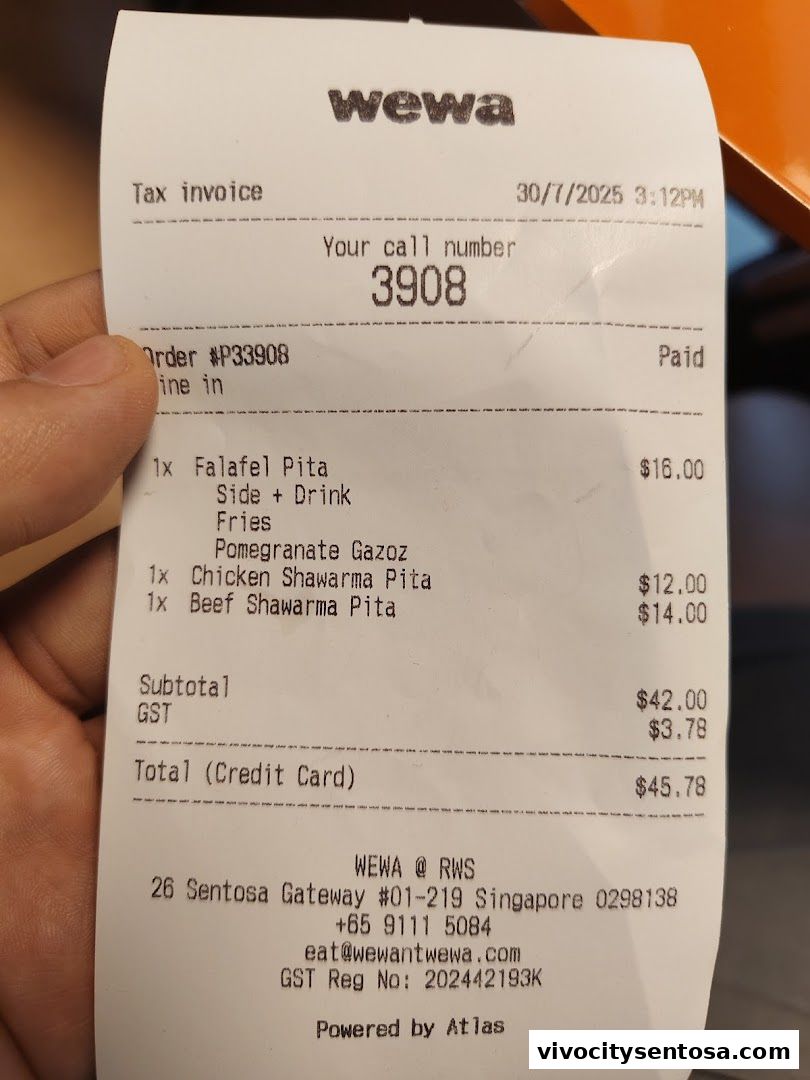 wewa
Tax invoice 30/7/2025 3:12PM
Your call number
3908
Order #P33908 Paid
ine in
1x Falafel Pita $16.00
Side + Drink
Fries
Pomegranate Gazoz
1x Chicken Shawarma Pita $12.00
1x Beef Shawarma Pita $14.00
Subtotal $42.00
GST $3.78
Total (Credit Card) $45.78
WEWA @ RWS
26 Sentosa Gateway #01-219 Singapore 0298138
+65 9111 5084
eat@wewantwewa.com
GST Reg No: 202442193K
Powered by Atlas
vivocitysentosa.com